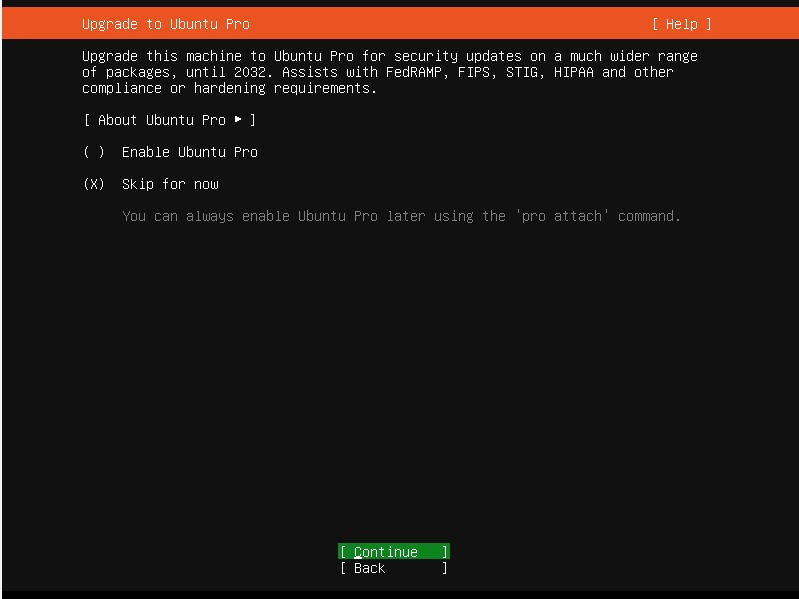 Upgrade to Ubuntu Pro [ Help ]
Upgrade this machine to Ubuntu Pro for security updates on a much wider range
of packages, until 2032. Assists with FedRAMP, FIPS, STIG, HIPAA and other
compliance or hardening requirements.
[ About Ubuntu Pro ► ]
( ) Enable Ubuntu Pro
(X) Skip for now
You can always enable Ubuntu Pro later using the 'pro attach' command.
[ Continue ]
[ Back ]